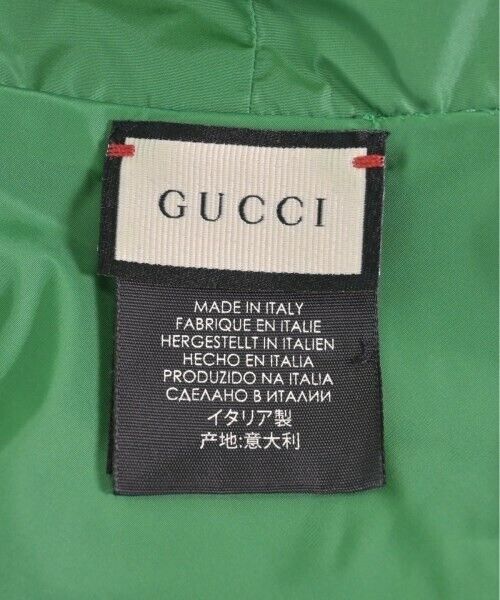 GUCCI
MADE IN ITALY
FABRIQUE EN ITALIE
HERGESTELLT IN ITALIEN
HECHO EN ITALIA
PRODUZIDO NA ITALIA
СДЕЛАНО В ИТАЛИИ
イタリア製
产地:意大利